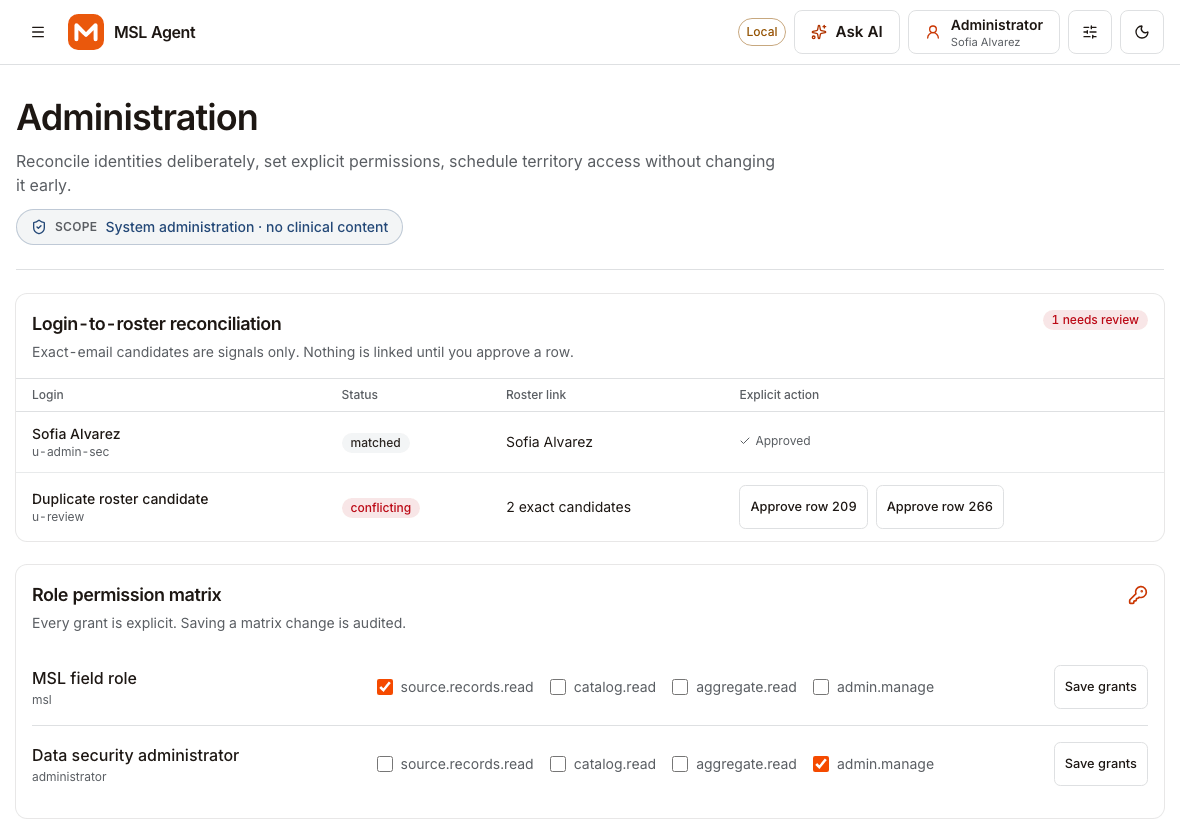 MSL Agent
Local
Ask AI
Administrator
Sofia Alvarez
Administration
Reconcile identities deliberately, set explicit permissions, schedule territory access without changing
it early.
SCOPE System administration · no clinical content
Login-to-roster reconciliation
1 needs review
Exact-email candidates are signals only. Nothing is linked until you approve a row.
Login Status Roster link Explicit action
Sofia Alvarez
u-admin-sec
matched
Sofia Alvarez
Approved
Duplicate roster candidate
u-review
conflicting
2 exact candidates
Approve row 209 Approve row 266
Role permission matrix
Every grant is explicit. Saving a matrix change is audited.
MSL field role
msl
source.records.read catalog.read aggregate.read admin.manage
Save grants
Data security administrator
administrator
source.records.read catalog.read aggregate.read admin.manage
Save grants